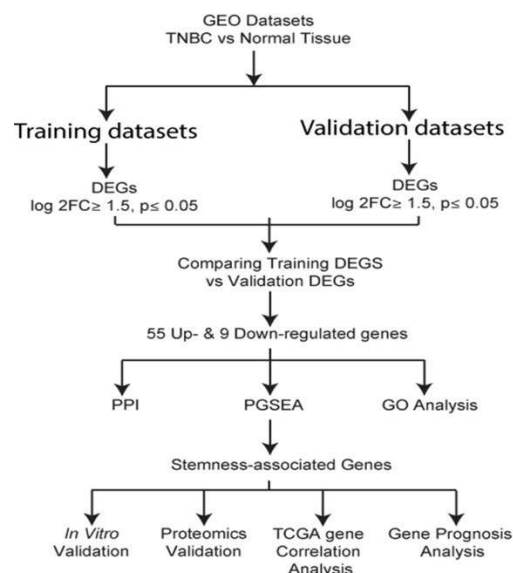 GEO Datasets
TNBC vs Normal Tissue
Training datasets
Validation datasets
DEGs
log 2FC≥ 1.5, p≤ 0.05
DEGs
log 2FC≥ 1.5, p≤ 0.05
Comparing Training DEGS
vs Validation DEGs
55 Up- & 9 Down-regulated genes
PPI
PGSEA
GO Analysis
Stemness-associated Genes
In Vitro
Validation
Proteomics
Validation
TCGA gene
Correlation
Analysis
Gene Prognosis
Analysis